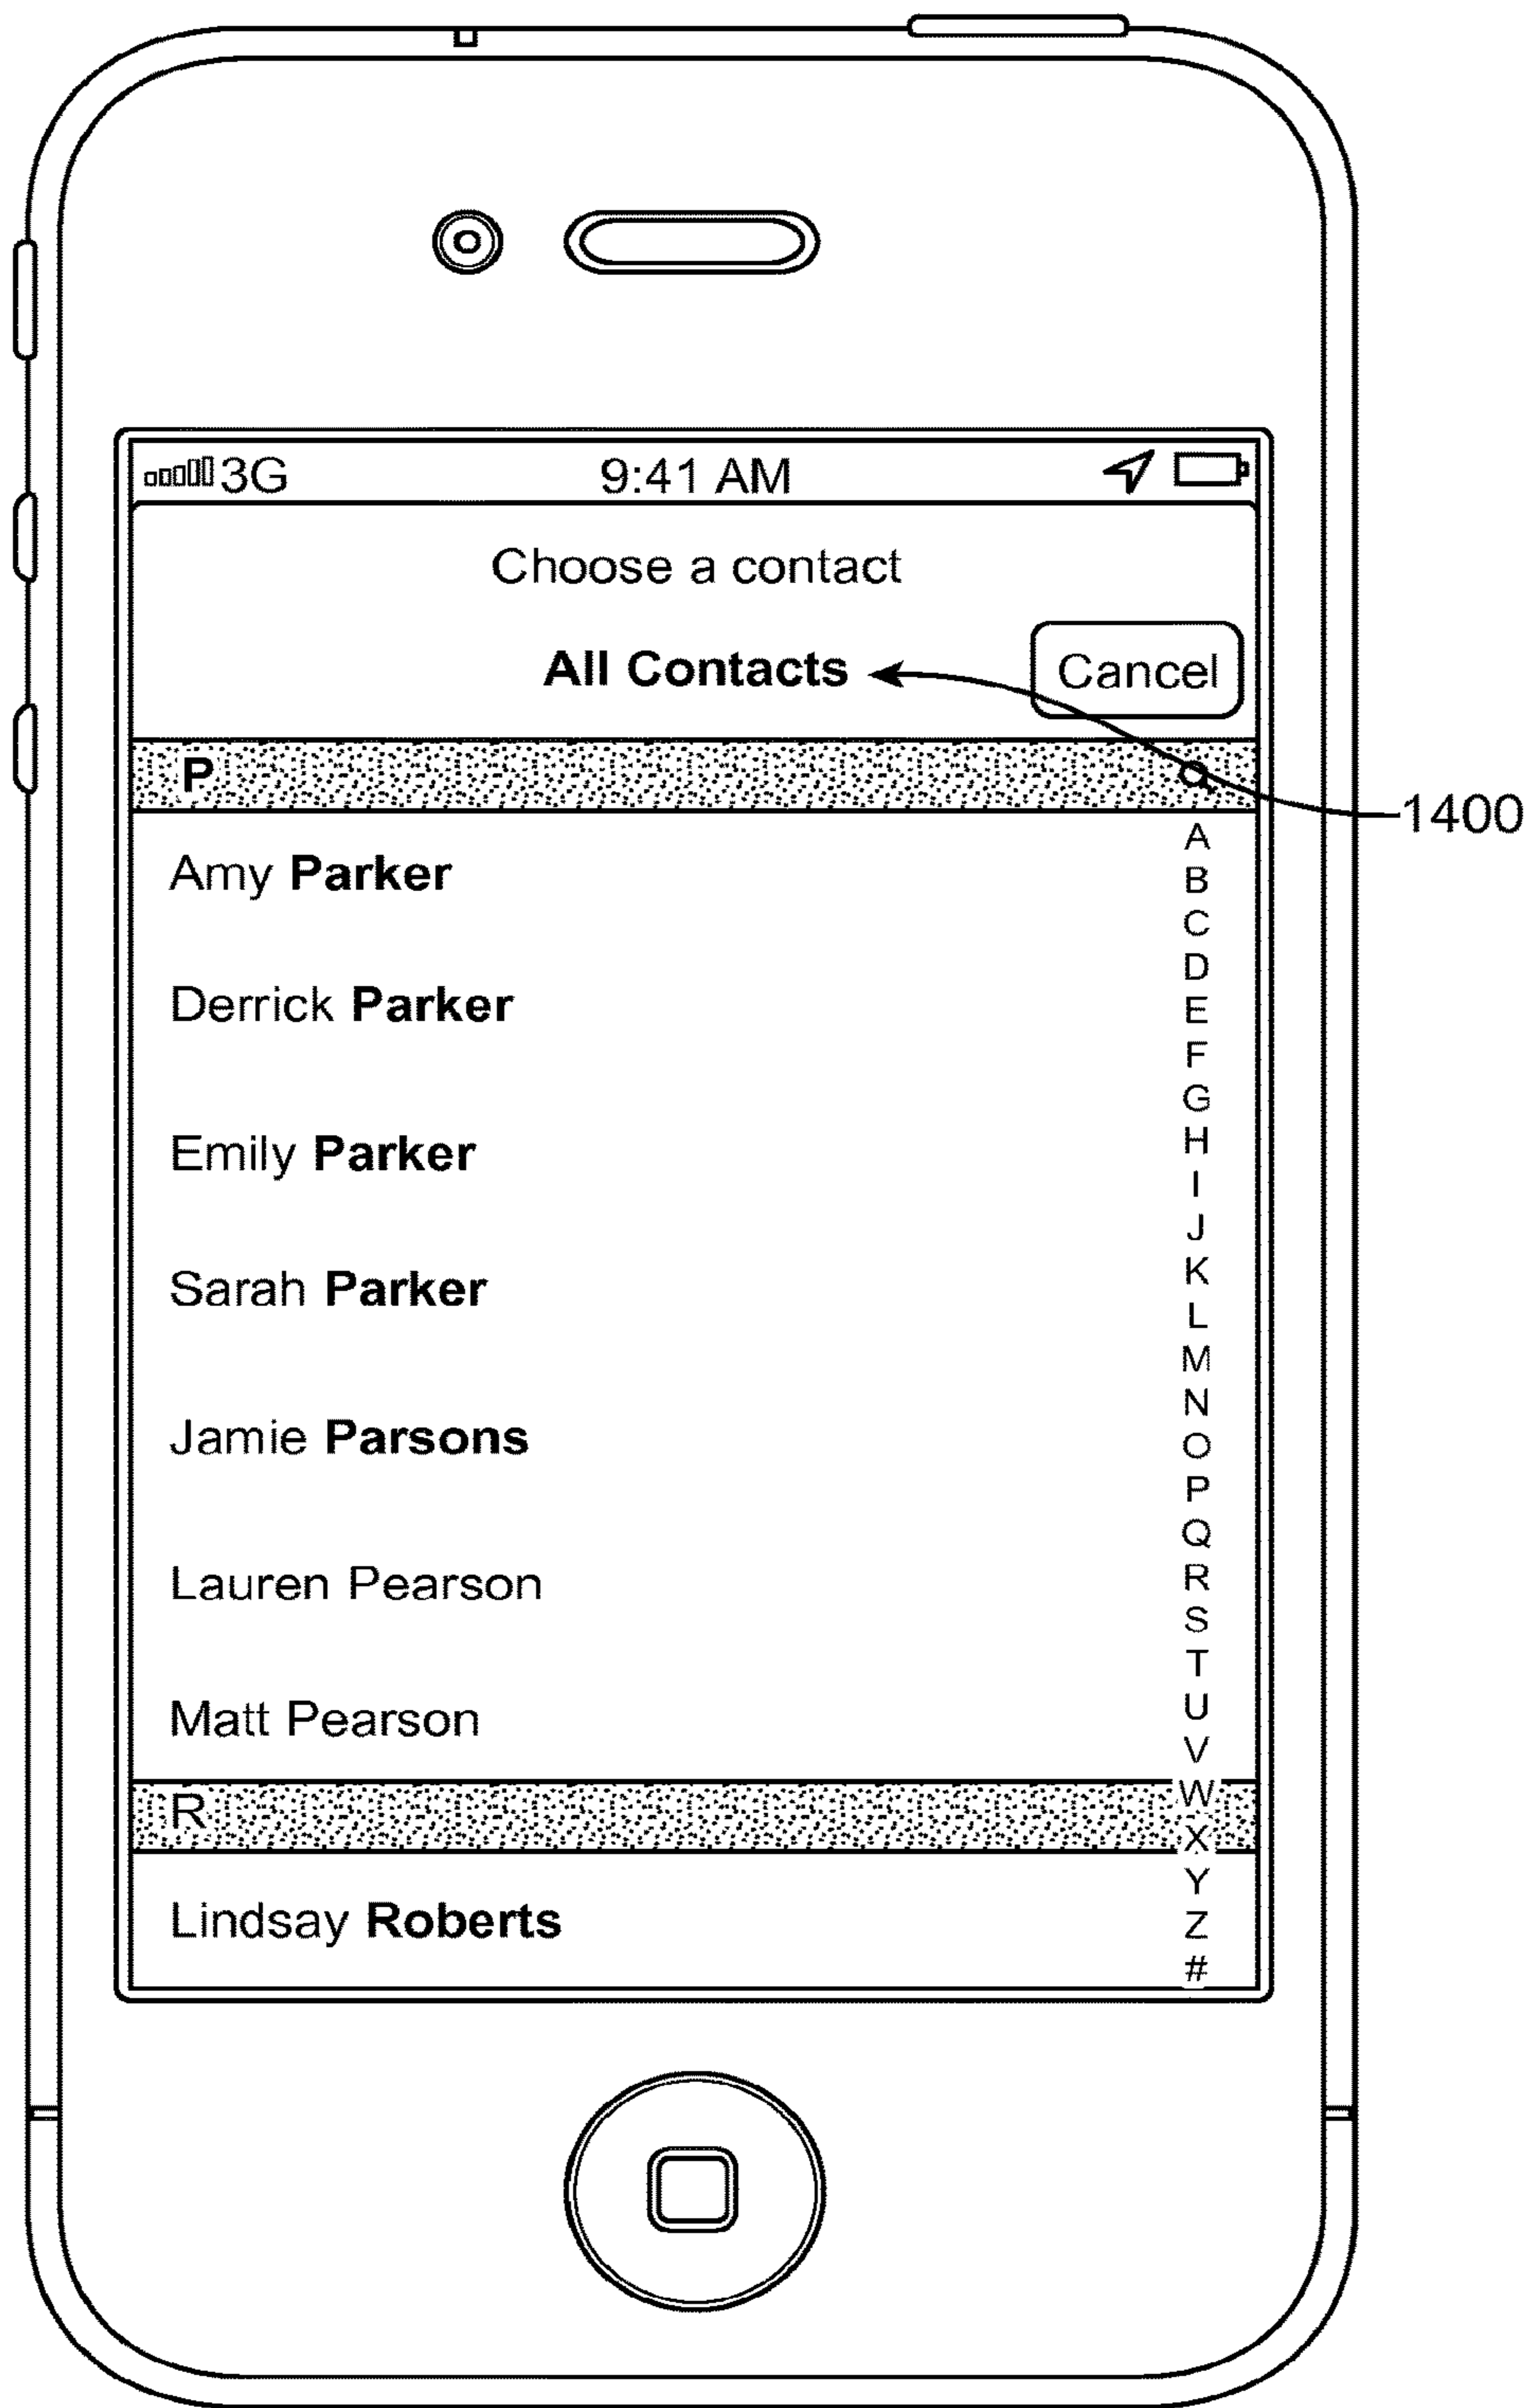 3G 9:41 AM
Choose a contact
All Contacts
Cancel
P
1400
Amy Parker
Derrick Parker
Emily Parker
Sarah Parker
Jamie Parsons
Lauren Pearson
Matt Pearson
R
Lindsay Roberts
A
B
C
D
E
F
G
H
I
J
K
L
M
N
O
P
Q
R
S
T
U
V
W
X
Y
Z
#